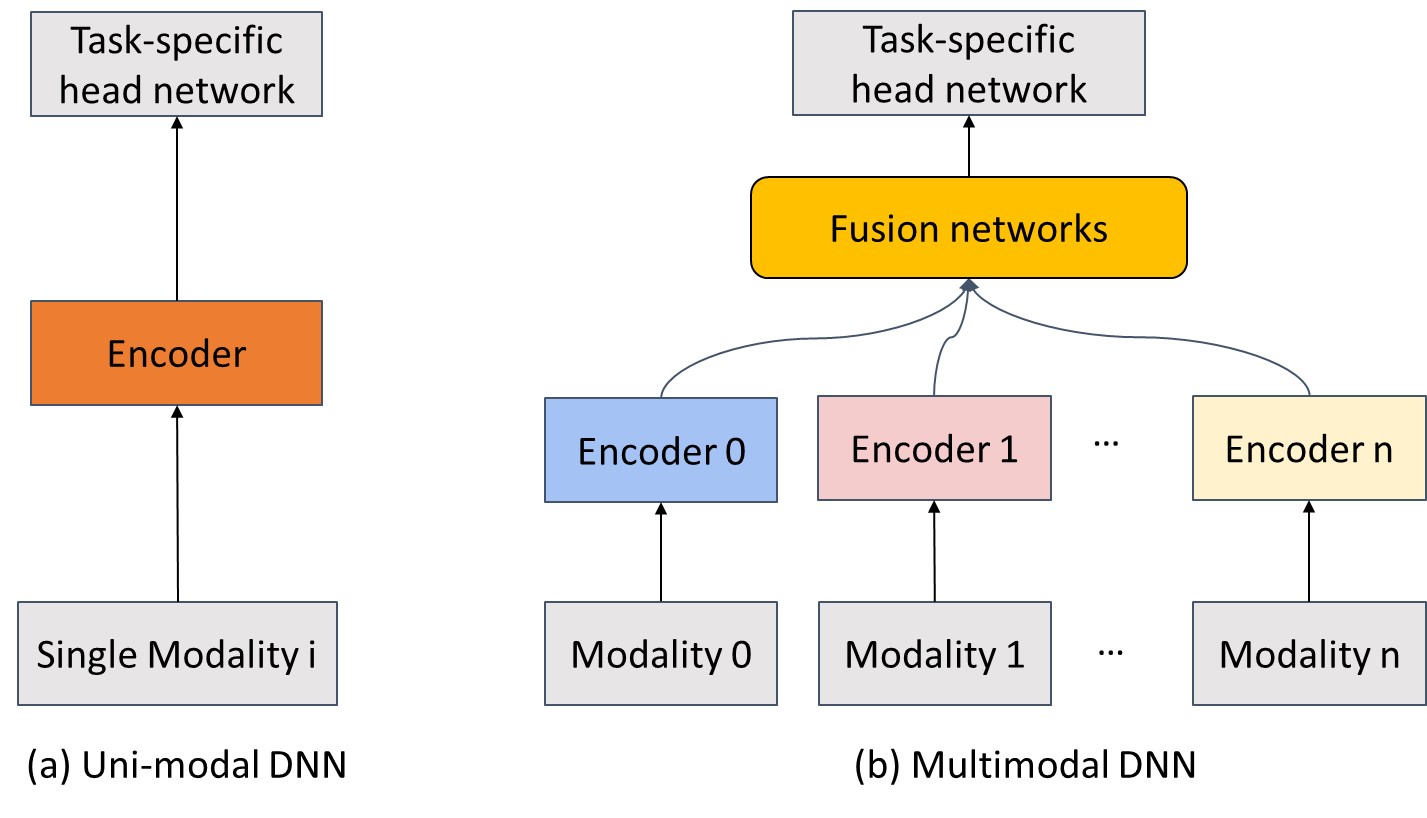 Task-specific
head network
Encoder
Single Modality i
(a) Uni-modal DNN
Task-specific
head network
Fusion networks
Encoder 0
Encoder 1
...
Encoder n
Modality 0
Modality 1
...
Modality n
(b) Multimodal DNN